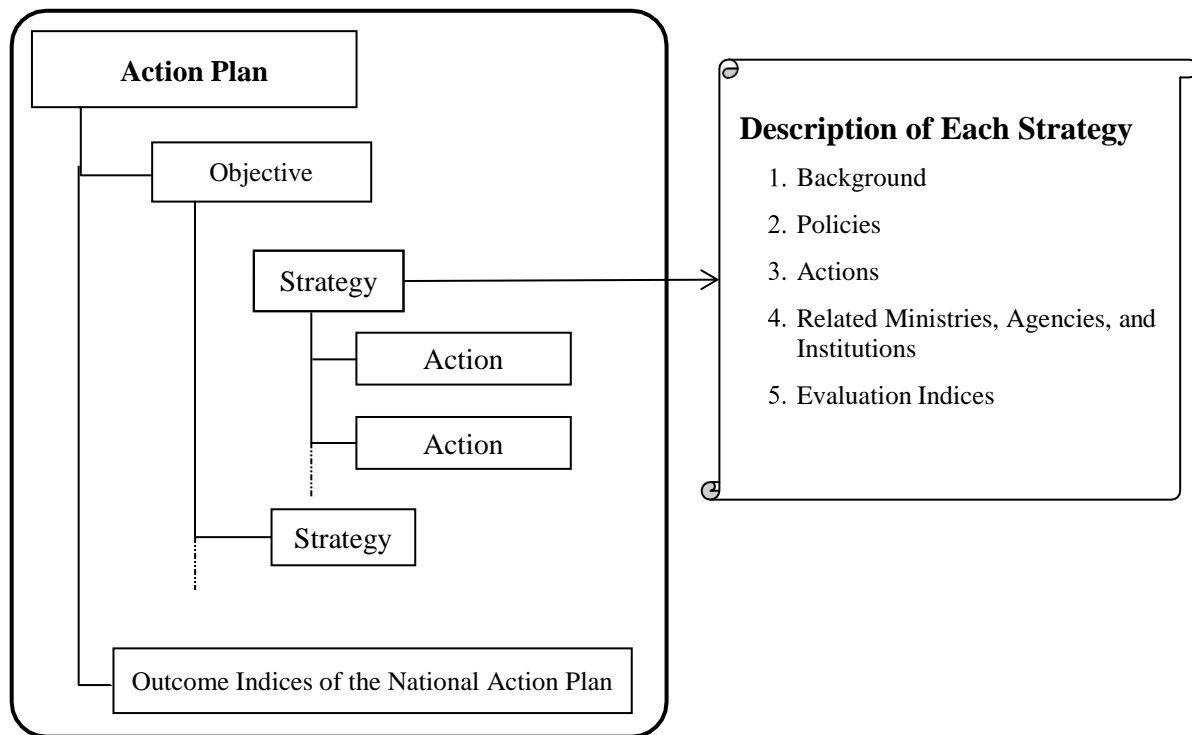 Action Plan
Objective
Strategy
Action
Action
Strategy
Outcome Indices of the National Action Plan
Description of Each Strategy
1. Background
2. Policies
3. Actions
4. Related Ministries, Agencies, and
Institutions
5. Evaluation Indices